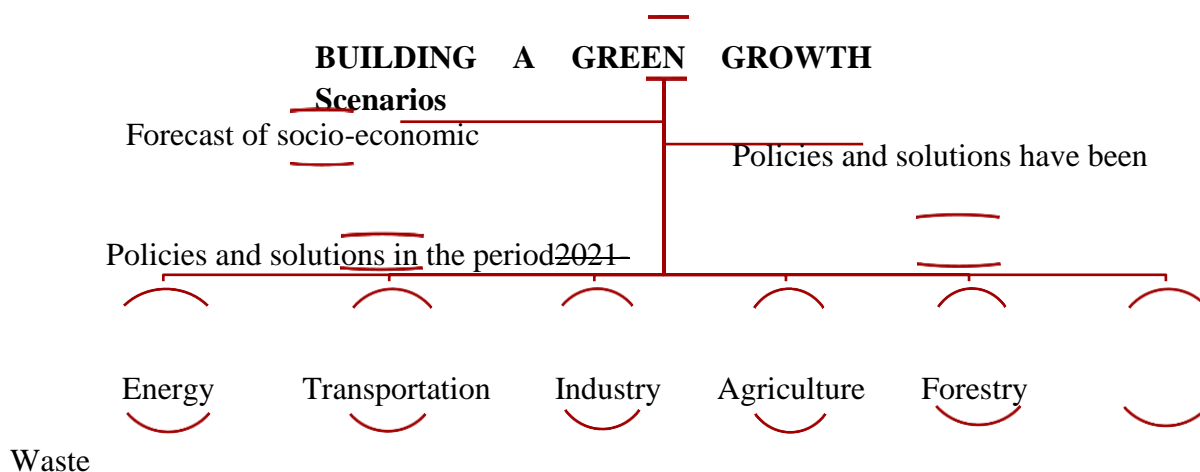 BUILDING A GREEN GROWTH
Scenarios
Forecast of socio-economic
Policies and solutions have been
Policies and solutions in the period2021-
Energy Transportation Industry Agriculture Forestry
Waste